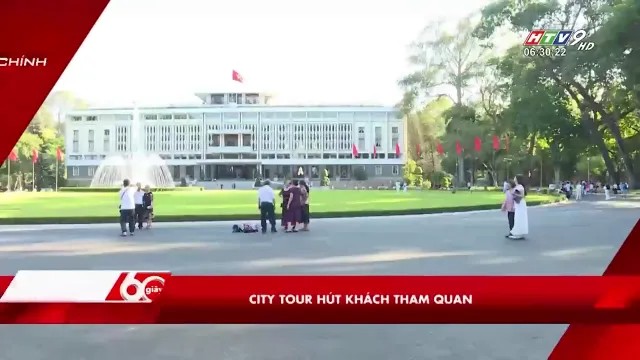 CHÍNH
HTV9 HD
06:30:22
60 giây
CITY TOUR HÚT KHÁCH THAM QUAN